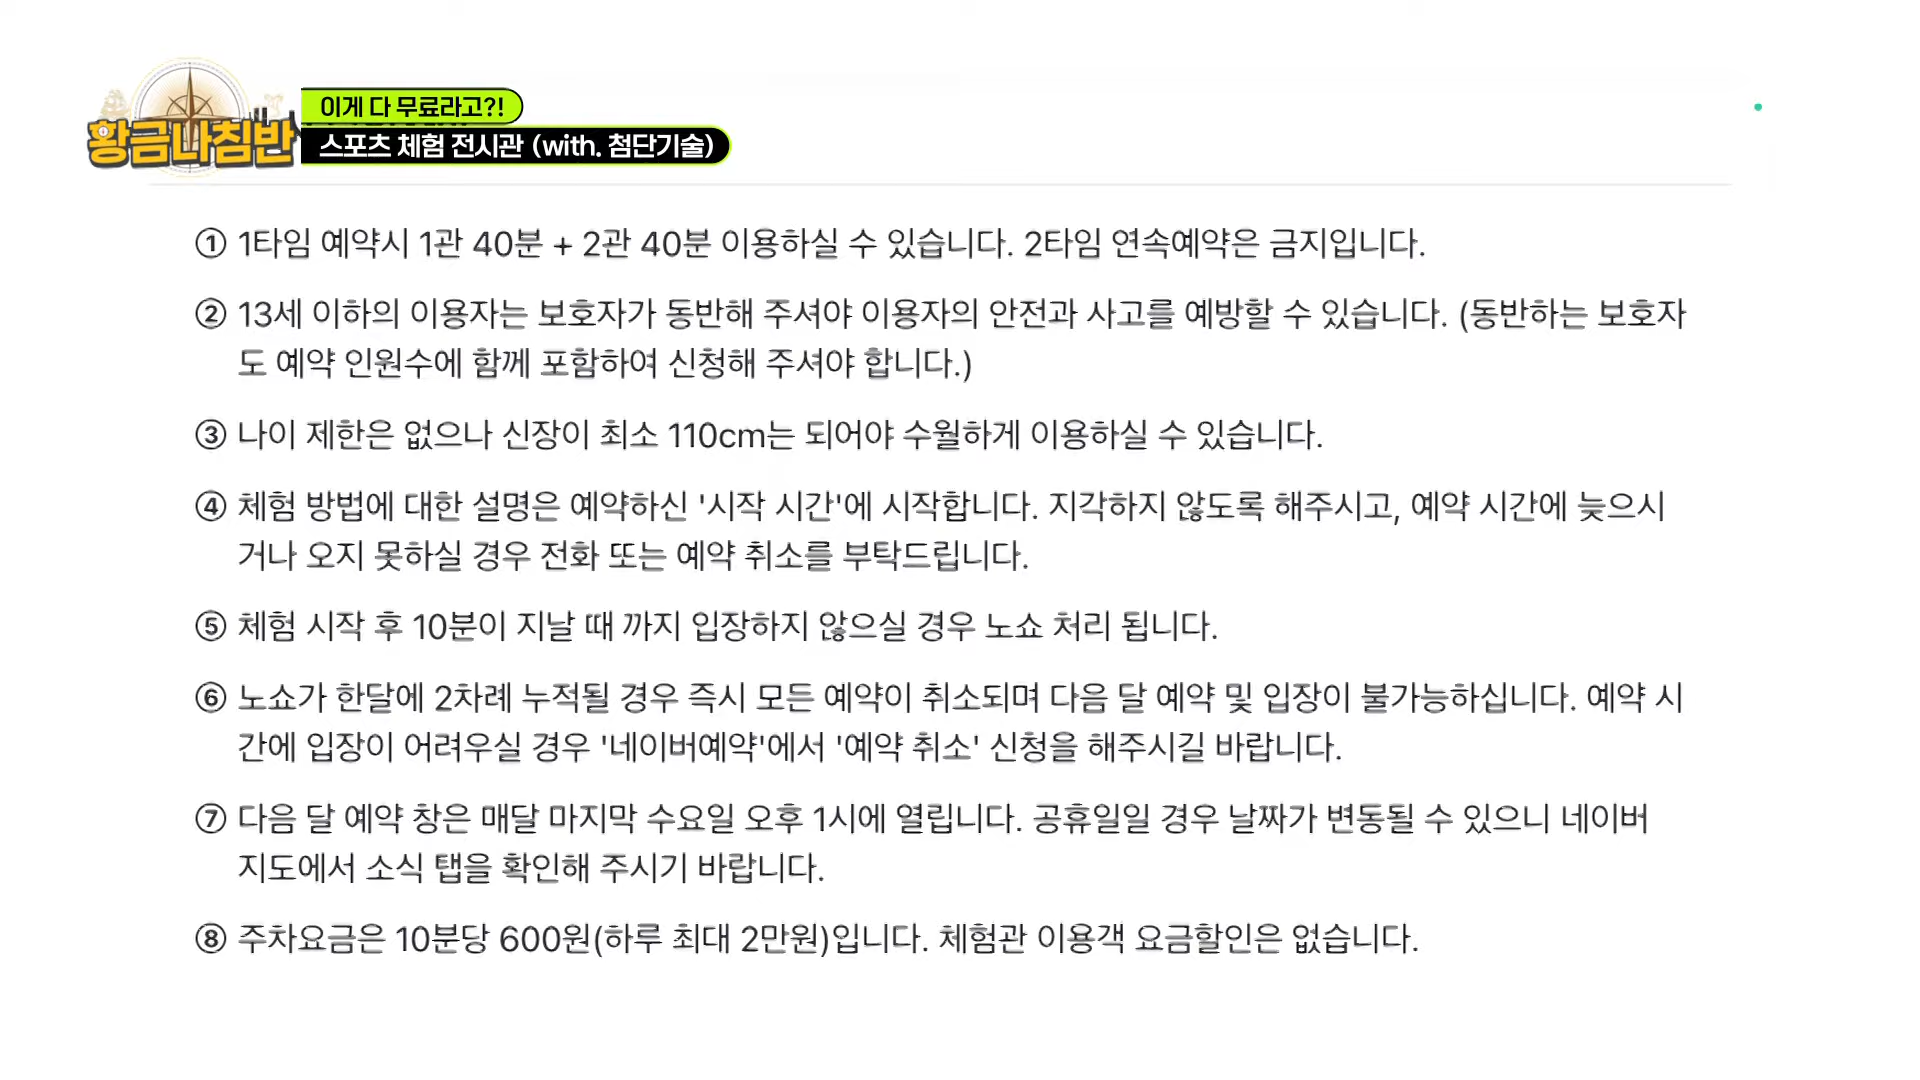 황금나침반
이게 다 무료라고?!
스포츠 체험 전시관 (with. 첨단기술)
① 1타임 예약시 1관 40분 + 2관 40분 이용하실 수 있습니다. 2타임 연속예약은 금지입니다.
② 13세 이하의 이용자는 보호자가 동반해 주셔야 이용자의 안전과 사고를 예방할 수 있습니다. (동반하는 보호자
도 예약 인원수에 함께 포함하여 신청해 주셔야 합니다.)
③ 나이 제한은 없으나 신장이 최소 110cm는 되어야 수월하게 이용하실 수 있습니다.
④ 체험 방법에 대한 설명은 예약하신 '시작 시간'에 시작합니다. 지각하지 않도록 해주시고, 예약 시간에 늦으시
거나 오지 못하실 경우 전화 또는 예약 취소를 부탁드립니다.
⑤ 체험 시작 후 10분이 지날 때 까지 입장하지 않으실 경우 노쇼 처리 됩니다.
⑥ 노쇼가 한달에 2차례 누적될 경우 즉시 모든 예약이 취소되며 다음 달 예약 및 입장이 불가능하십니다. 예약 시
간에 입장이 어려우실 경우 '네이버예약'에서 '예약 취소' 신청을 해주시길 바랍니다.
⑦ 다음 달 예약 창은 매달 마지막 수요일 오후 1시에 열립니다. 공휴일일 경우 날짜가 변동될 수 있으니 네이버
지도에서 소식 탭을 확인해 주시기 바랍니다.
⑧ 주차요금은 10분당 600원(하루 최대 2만원)입니다. 체험관 이용객 요금할인은 없습니다.